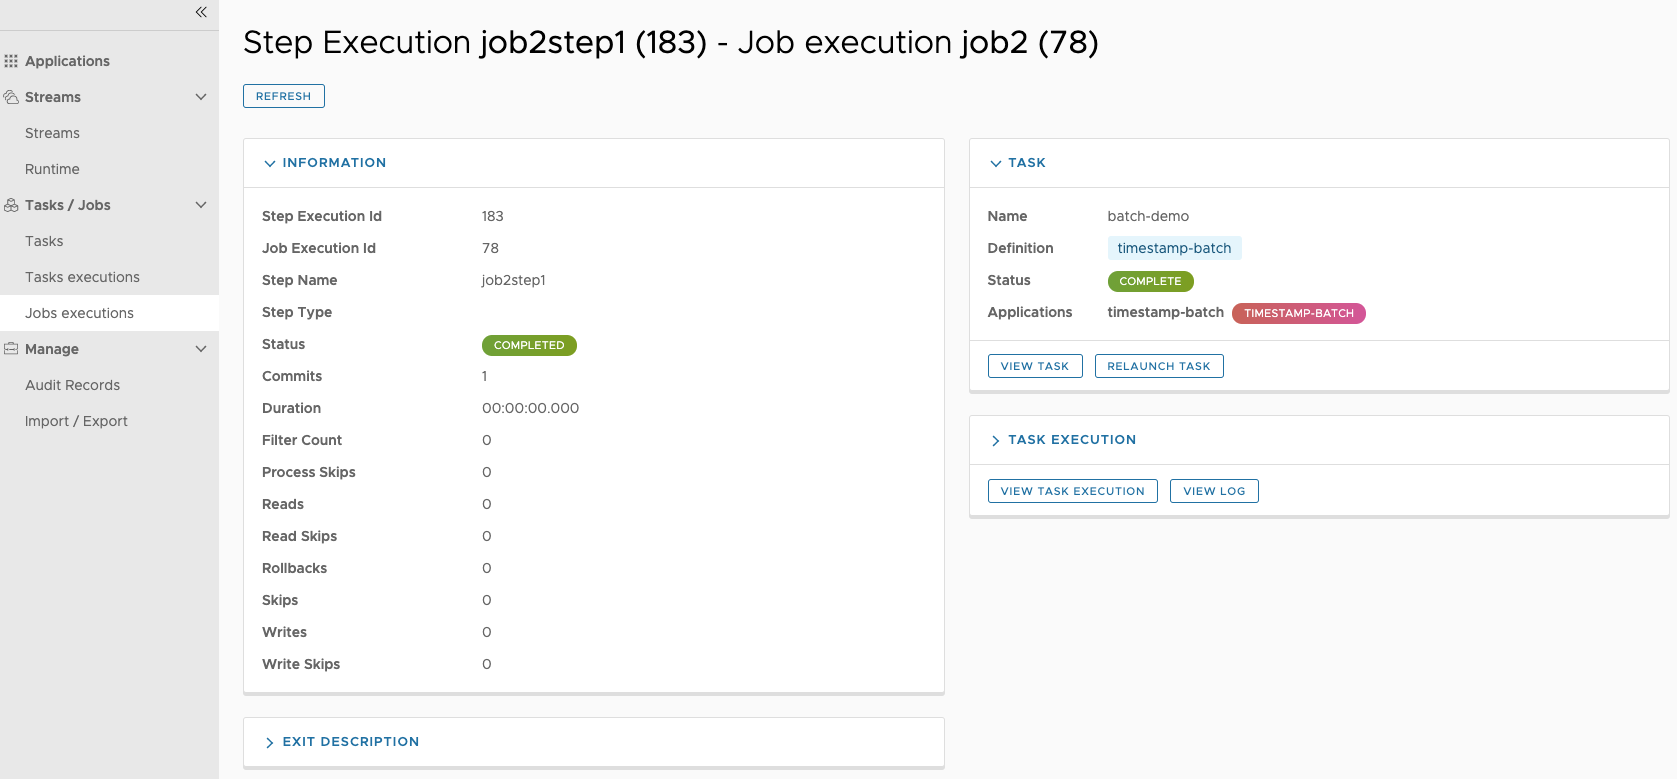 Applications
Streams
Streams
Runtime
Tasks / Jobs
Tasks
Tasks executions
Jobs executions
Manage
Audit Records
Import / Export
Step Execution job2step1 (183) - Job execution job2 (78)
REFRESH
INFORMATION
Step Execution Id 183
Job Execution Id 78
Step Name job2step1
Step Type
Status COMPLETED
Commits 1
Duration 00:00:00.000
Filter Count 0
Process Skips 0
Reads 0
Read Skips 0
Rollbacks 0
Skips 0
Writes 0
Write Skips 0
EXIT DESCRIPTION
TASK
Name batch-demo
Definition timestamp-batch
Status COMPLETE
Applications timestamp-batch TIMESTAMP-BATCH
VIEW TASK RELAUNCH TASK
TASK EXECUTION
VIEW TASK EXECUTION VIEW LOG